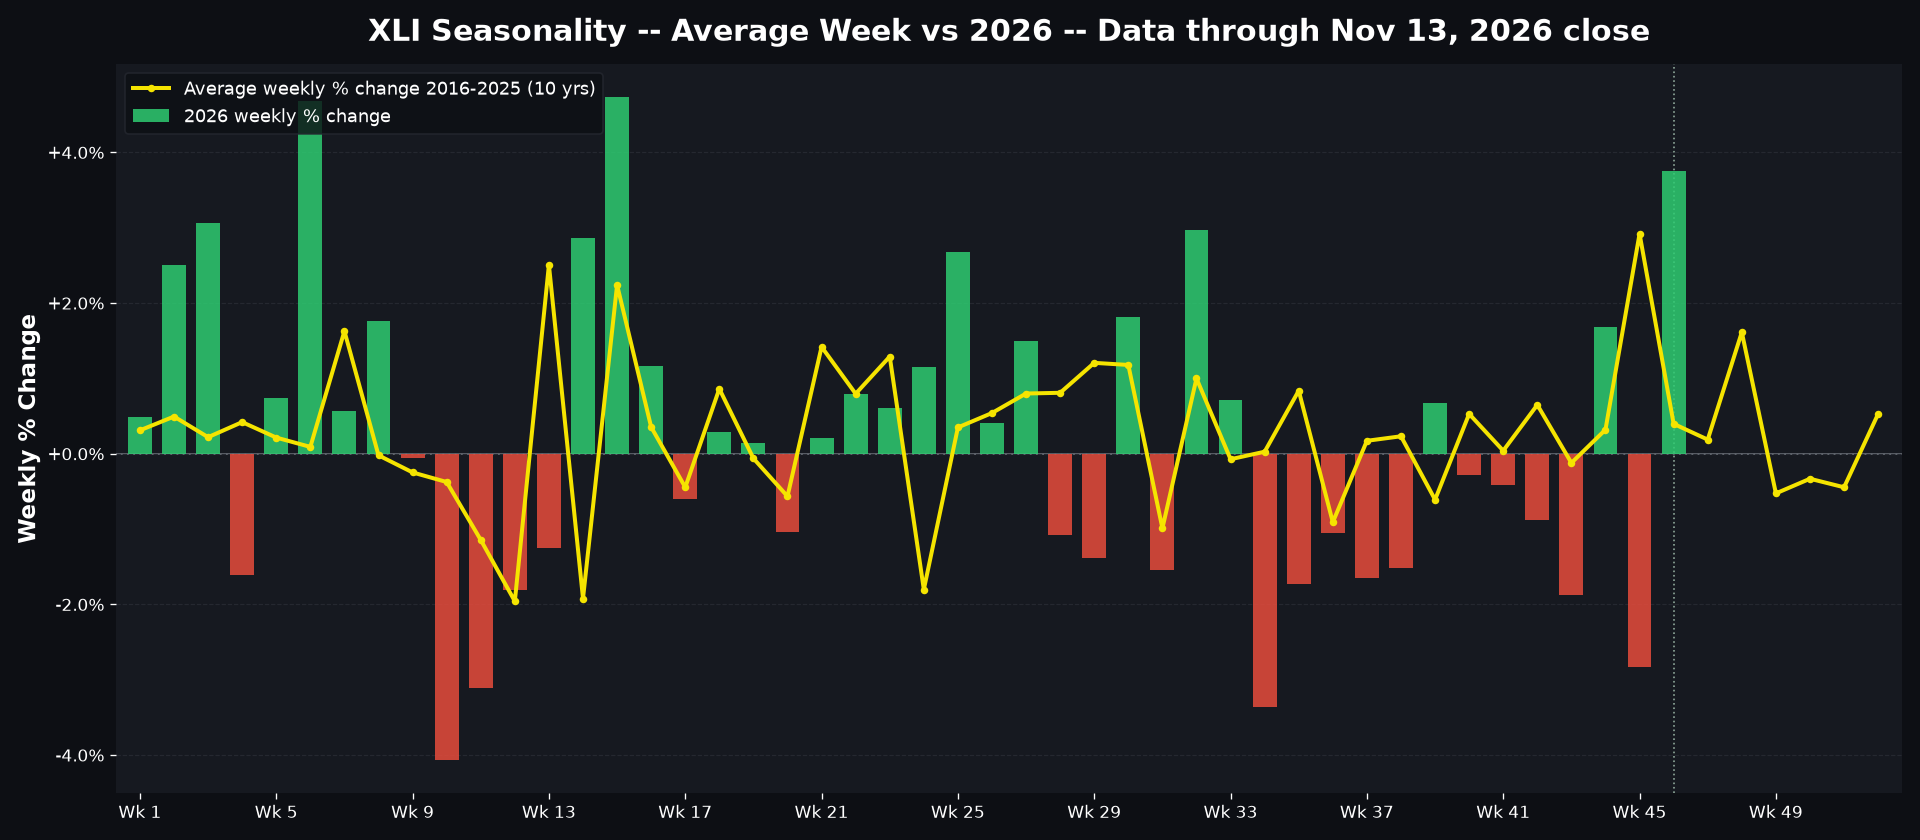 XLI Seasonality -- Average Week vs 2026 -- Data through Nov 13, 2026 close
Average weekly % change 2016-2025 (10 yrs)
2026 weekly % change
Weekly % Change
+4.0%
+2.0%
+0.0%
-2.0%
-4.0%
Wk 1 Wk 5 Wk 9 Wk 13 Wk 17 Wk 21 Wk 25 Wk 29 Wk 33 Wk 37 Wk 41 Wk 45 Wk 49